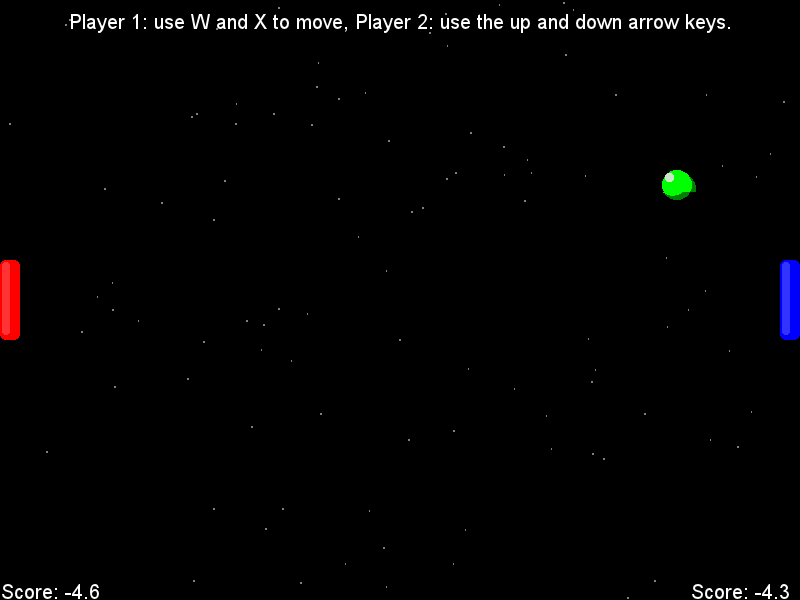 Player 1: use W and X to move, Player 2: use the up and down arrow keys.
Score: -4.6
Score: -4.3